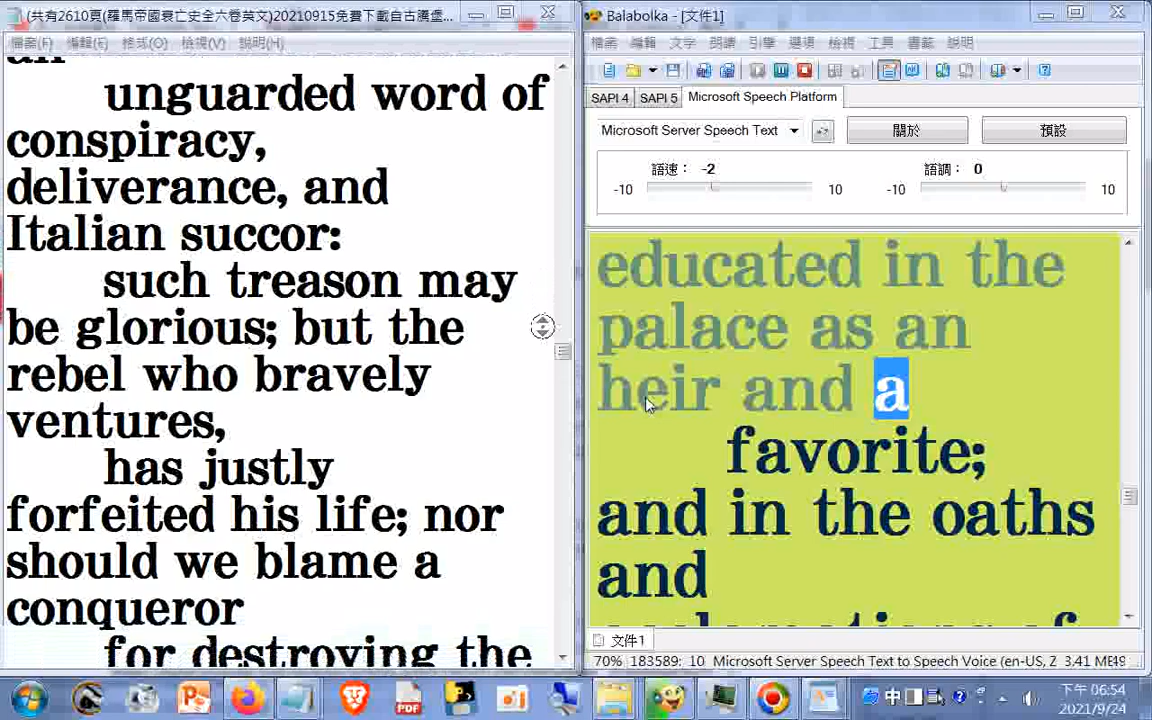 (共有2610頁(羅馬帝國衰亡史全六卷英文)20210915免費下載自古騰堡...
檔案(F) 編輯(E) 格式(O) 檢視(V) 說明(H)
unguarded word of
conspiracy,
deliverance, and
Italian succor:
such treason may
be glorious; but the
rebel who bravely
ventures,
has justly
forfeited his life; nor
should we blame a
conqueror
for destroying the
Balabolka - [文件1]
檔案 編輯 文字 朗讀 引擎 選項 檢視 工具 書籤 說明
SAPI 4 SAPI 5 Microsoft Speech Platform
Microsoft Server Speech Text 關於 預設
語速： -2 語調： 0
-10 10 -10 10
educated in the
palace as an
heir and a
favorite;
and in the oaths
and
acclamations of
文件1
70% 183589: 10 Microsoft Server Speech Text to Speech Voice (en-US, Z 3.41 ME49
PDF 中 下午 06:54
2021/9/24